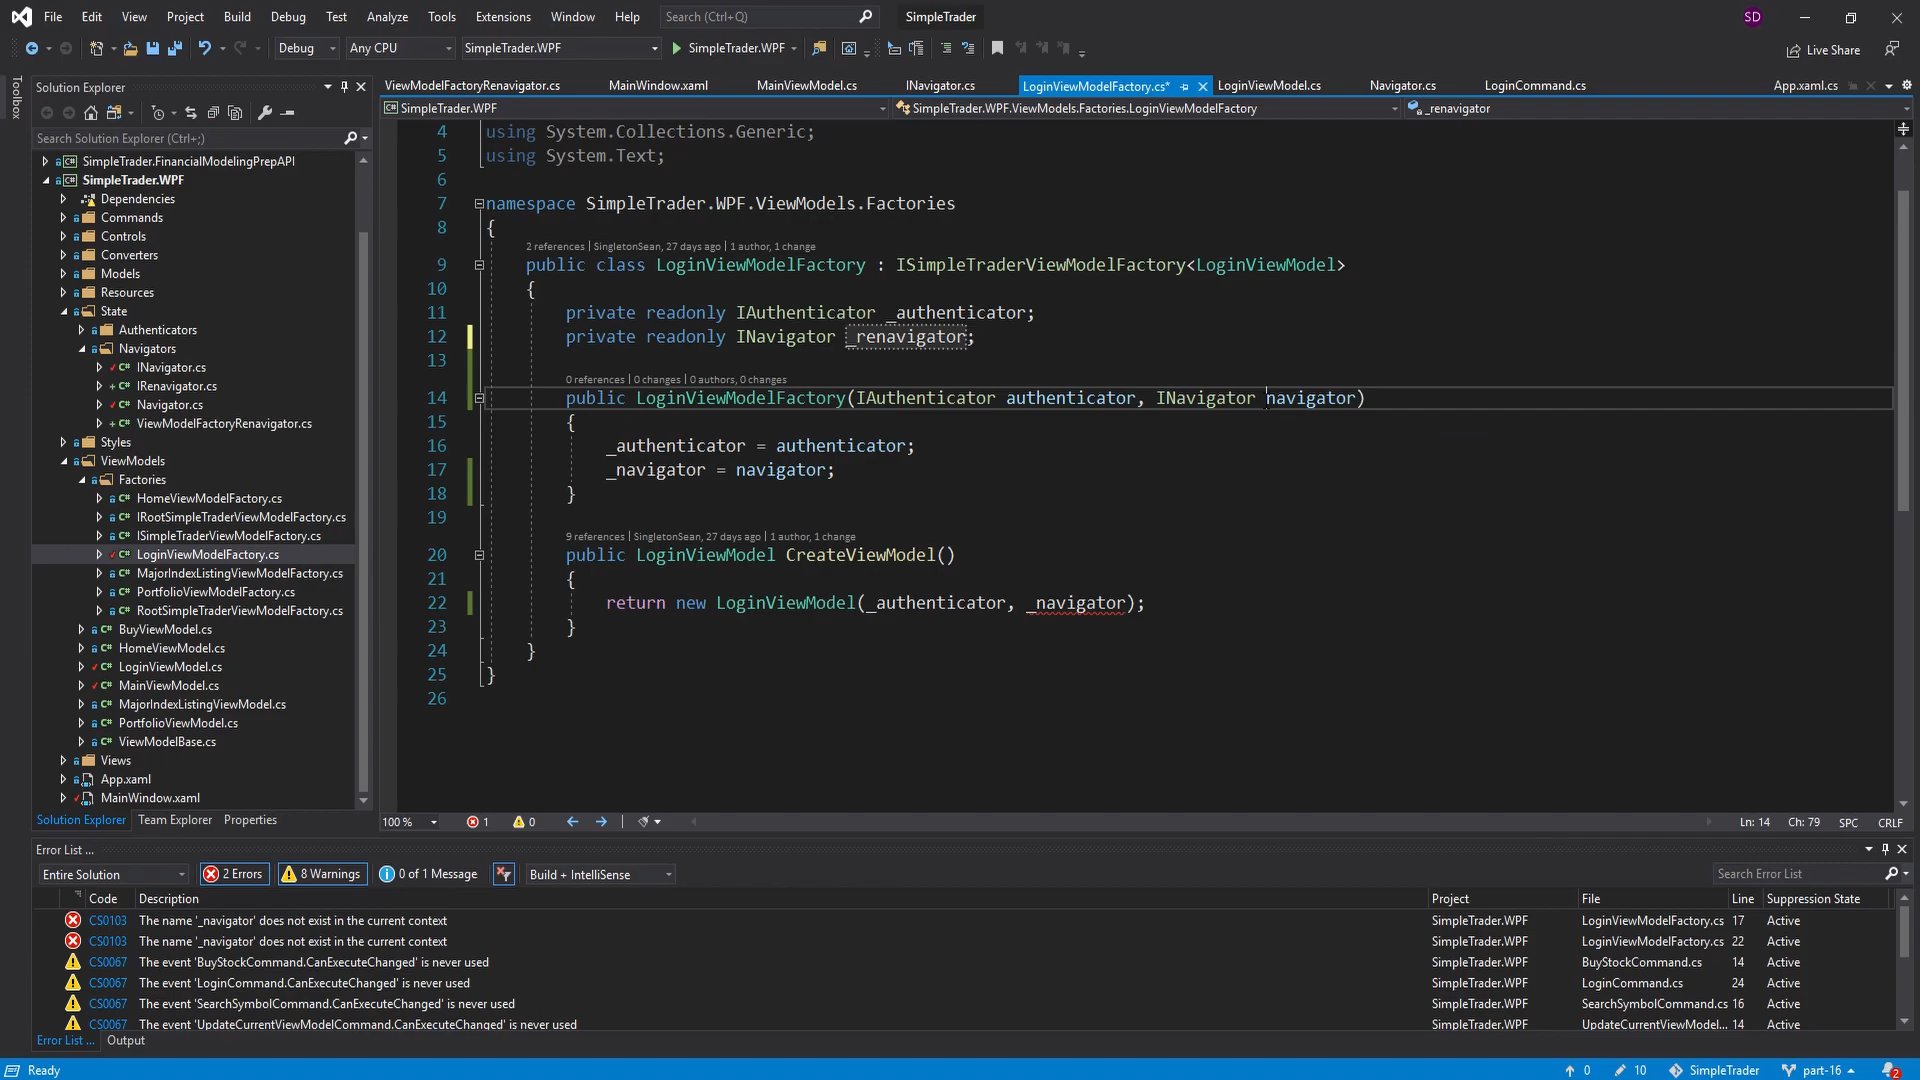 File Edit View Project Build Debug Test Analyze Tools Extensions Window Help Search (Ctrl+Q) SimpleTrader SD
Debug Any CPU SimpleTrader.WPF SimpleTrader.WPF Live Share
Toolbox
Solution Explorer
Search Solution Explorer (Ctrl+;)
SimpleTrader.FinancialModelingPrepAPI
SimpleTrader.WPF
Dependencies
Commands
Controls
Converters
Models
Resources
State
Authenticators
Navigators
INavigator.cs
IRenavigator.cs
Navigator.cs
ViewModelFactoryRenavigator.cs
Styles
ViewModels
Factories
HomeViewModelFactory.cs
IRootSimpleTraderViewModelFactory.cs
ISimpleTraderViewModelFactory.cs
LoginViewModelFactory.cs
MajorIndexListingViewModelFactory.cs
PortfolioViewModelFactory.cs
RootSimpleTraderViewModelFactory.cs
BuyViewModel.cs
HomeViewModel.cs
LoginViewModel.cs
MainViewModel.cs
MajorIndexListingViewModel.cs
PortfolioViewModel.cs
ViewModelBase.cs
Views
App.xaml
MainWindow.xaml
Solution Explorer Team Explorer Properties
ViewModelFactoryRenavigator.cs MainWindow.xaml MainViewModel.cs INavigator.cs LoginViewModelFactory.cs* LoginViewModel.cs Navigator.cs LoginCommand.cs App.xaml.cs
SimpleTrader.WPF SimpleTrader.WPF.ViewModels.Factories.LoginViewModelFactory _renavigator
4 using System.Collections.Generic;
5 using System.Text;
6
7 namespace SimpleTrader.WPF.ViewModels.Factories
8 {
2 references | SingletonSean, 27 days ago | 1 author, 1 change
9 public class LoginViewModelFactory : ISimpleTraderViewModelFactory<LoginViewModel>
10 {
11 private readonly IAuthenticator _authenticator;
12 private readonly INavigator _renavigator;
13
0 references | 0 changes | 0 authors, 0 changes
14 public LoginViewModelFactory(IAuthenticator authenticator, INavigator navigator)
15 {
16 _authenticator = authenticator;
17 _navigator = navigator;
18 }
19
9 references | SingletonSean, 27 days ago | 1 author, 1 change
20 public LoginViewModel CreateViewModel()
21 {
22 return new LoginViewModel(_authenticator, _navigator);
23 }
24 }
25 }
26
100 % 1 0 Ln: 14 Ch: 79 SPC CRLF
Error List ...
Entire Solution 2 Errors 8 Warnings 0 of 1 Message Build + IntelliSense Search Error List
Code Description Project File Line Suppression State
CS0103 The name '_navigator' does not exist in the current context SimpleTrader.WPF LoginViewModelFactory.cs 17 Active
CS0103 The name '_navigator' does not exist in the current context SimpleTrader.WPF LoginViewModelFactory.cs 22 Active
CS0067 The event 'BuyStockCommand.CanExecuteChanged' is never used SimpleTrader.WPF BuyStockCommand.cs 14 Active
CS0067 The event 'LoginCommand.CanExecuteChanged' is never used SimpleTrader.WPF LoginCommand.cs 24 Active
CS0067 The event 'SearchSymbolCommand.CanExecuteChanged' is never used SimpleTrader.WPF SearchSymbolCommand.cs 16 Active
CS0067 The event 'UpdateCurrentViewModelCommand.CanExecuteChanged' is never used SimpleTrader.WPF UpdateCurrentViewModel... 14 Active
Error List ... Output
Ready 0 10 SimpleTrader part-16 2